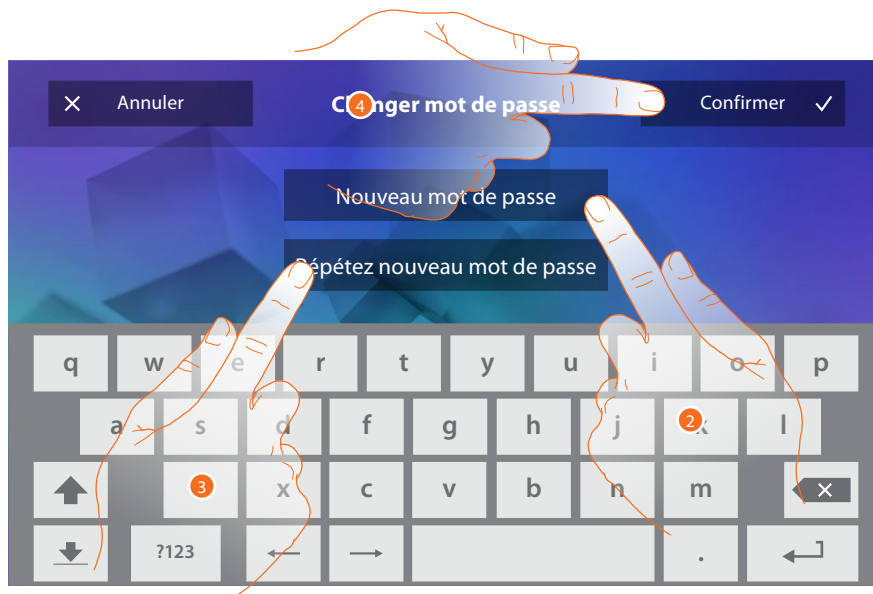 Annuler
Changer mot de passe
4
Confirmer
Nouveau mot de passe
Répétez nouveau mot de passe
q w e r t y u i o p
a s d f g h j k l
2
3
x c v b n m
?123
.